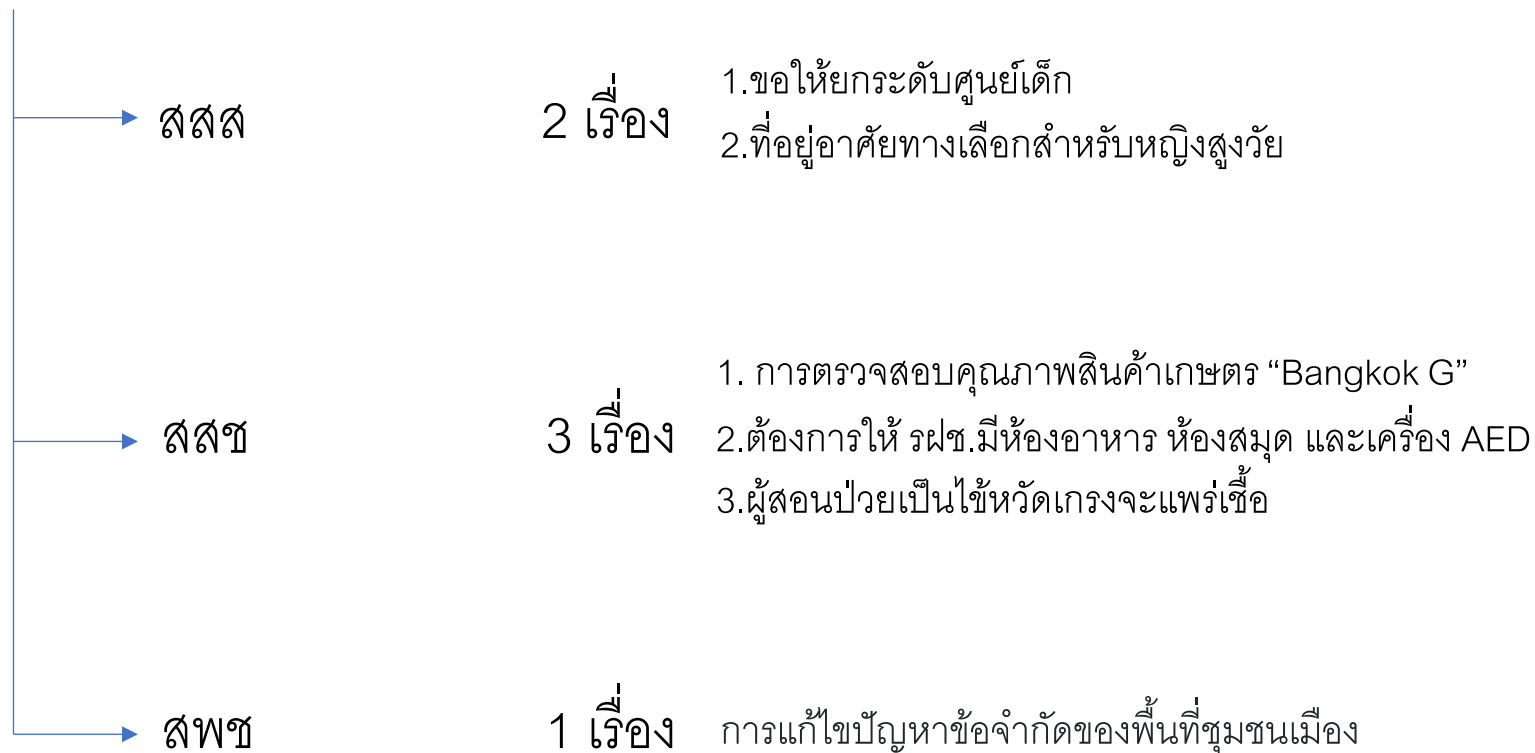 สสส 2 เรื่อง
1.ขอให้ยกระดับศูนย์เด็ก
2.ที่อยู่อาศัยทางเลือกสำหรับหญิงสูงวัย
สสช 3 เรื่อง
1. การตรวจสอบคุณภาพสินค้าเกษตร “Bangkok G”
2.ต้องการให้ รฝช.มีห้องอาหาร ห้องสมุด และเครื่อง AED
3.ผู้สอนป่วยเป็นไข้หวัดเกรงจะแพร่เชื้อ
สพช 1 เรื่อง การแก้ไขปัญหาข้อจำกัดของพื้นที่ชุมชนเมือง